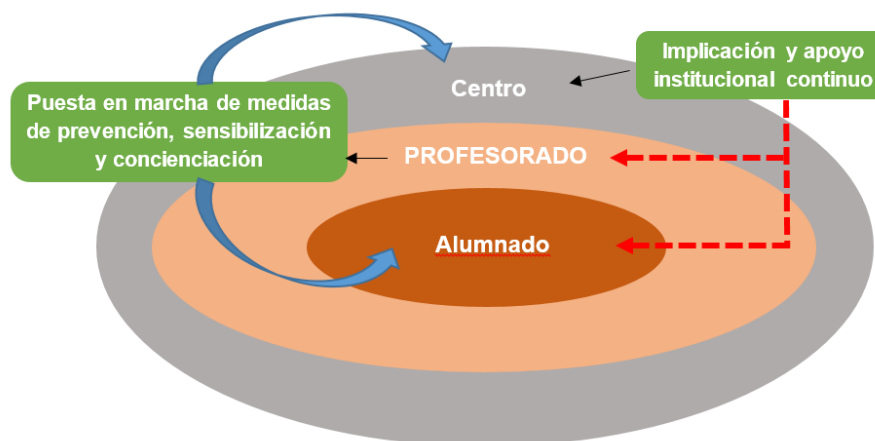 Implicación y apoyo
institucional continuo
Centro
Puesta en marcha de medidas
de prevención, sensibilización
y concienciación
PROFESORADO
Alumnado